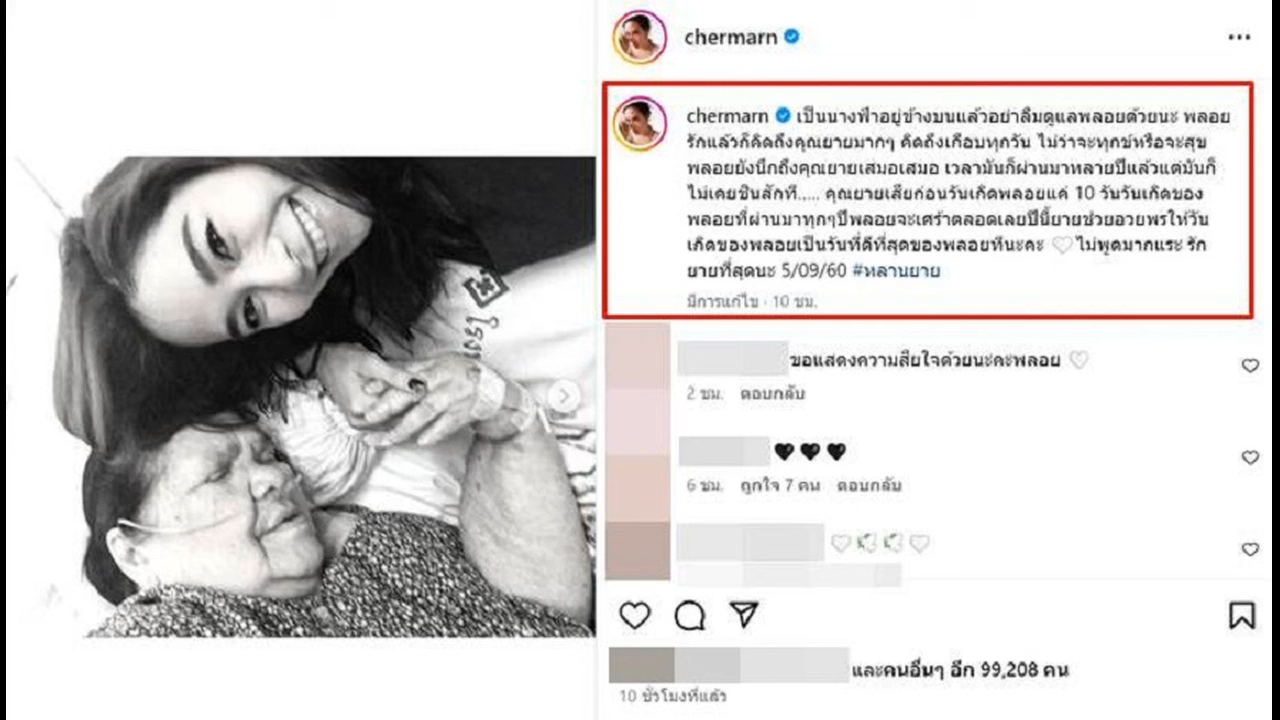 chermarn
chermarn เป็นนางฟ้าอยู่ข้างบนแล้วอย่าลืมดูแลพลอยด้วยนะ พลอย
รักแล้วก็คิดถึงคุณยายมากๆ คิดถึงเกือบทุกวัน ไม่ว่าจะทุกข์หรือจะสุข
พลอยยังนึกถึงคุณยายเสมอเสมอ เวลามันก็ผ่านมาหลายปีแล้วแต่มันก็
ไม่เคยชินสักที..... คุณยายเสียก่อนวันเกิดพลอยแค่ 10 วันวันเกิดของ
พลอยที่ผ่านมาทุกๆปีพลอยจะเศร้าตลอดเลยปีนี้ยายช่วยอวยพรให้วัน
เกิดของพลอยเป็นวันที่ดีที่สุดของพลอยทีนะคะ 🤍 ไม่พูดมากแระ รัก
ยายที่สุดนะ 5/09/60 #หลานยาย
มีการแก้ไข · 10 ชม.
ขอแสดงความสียใจด้วยนะคะพลอย 🤍
2 ชม. ตอบกลับ
🖤🖤🖤
6 ชม. ถูกใจ 7 คน ตอบกลับ
และคนอื่นๆ อีก 99,208 คน
10 ชั่วโมงที่แล้ว